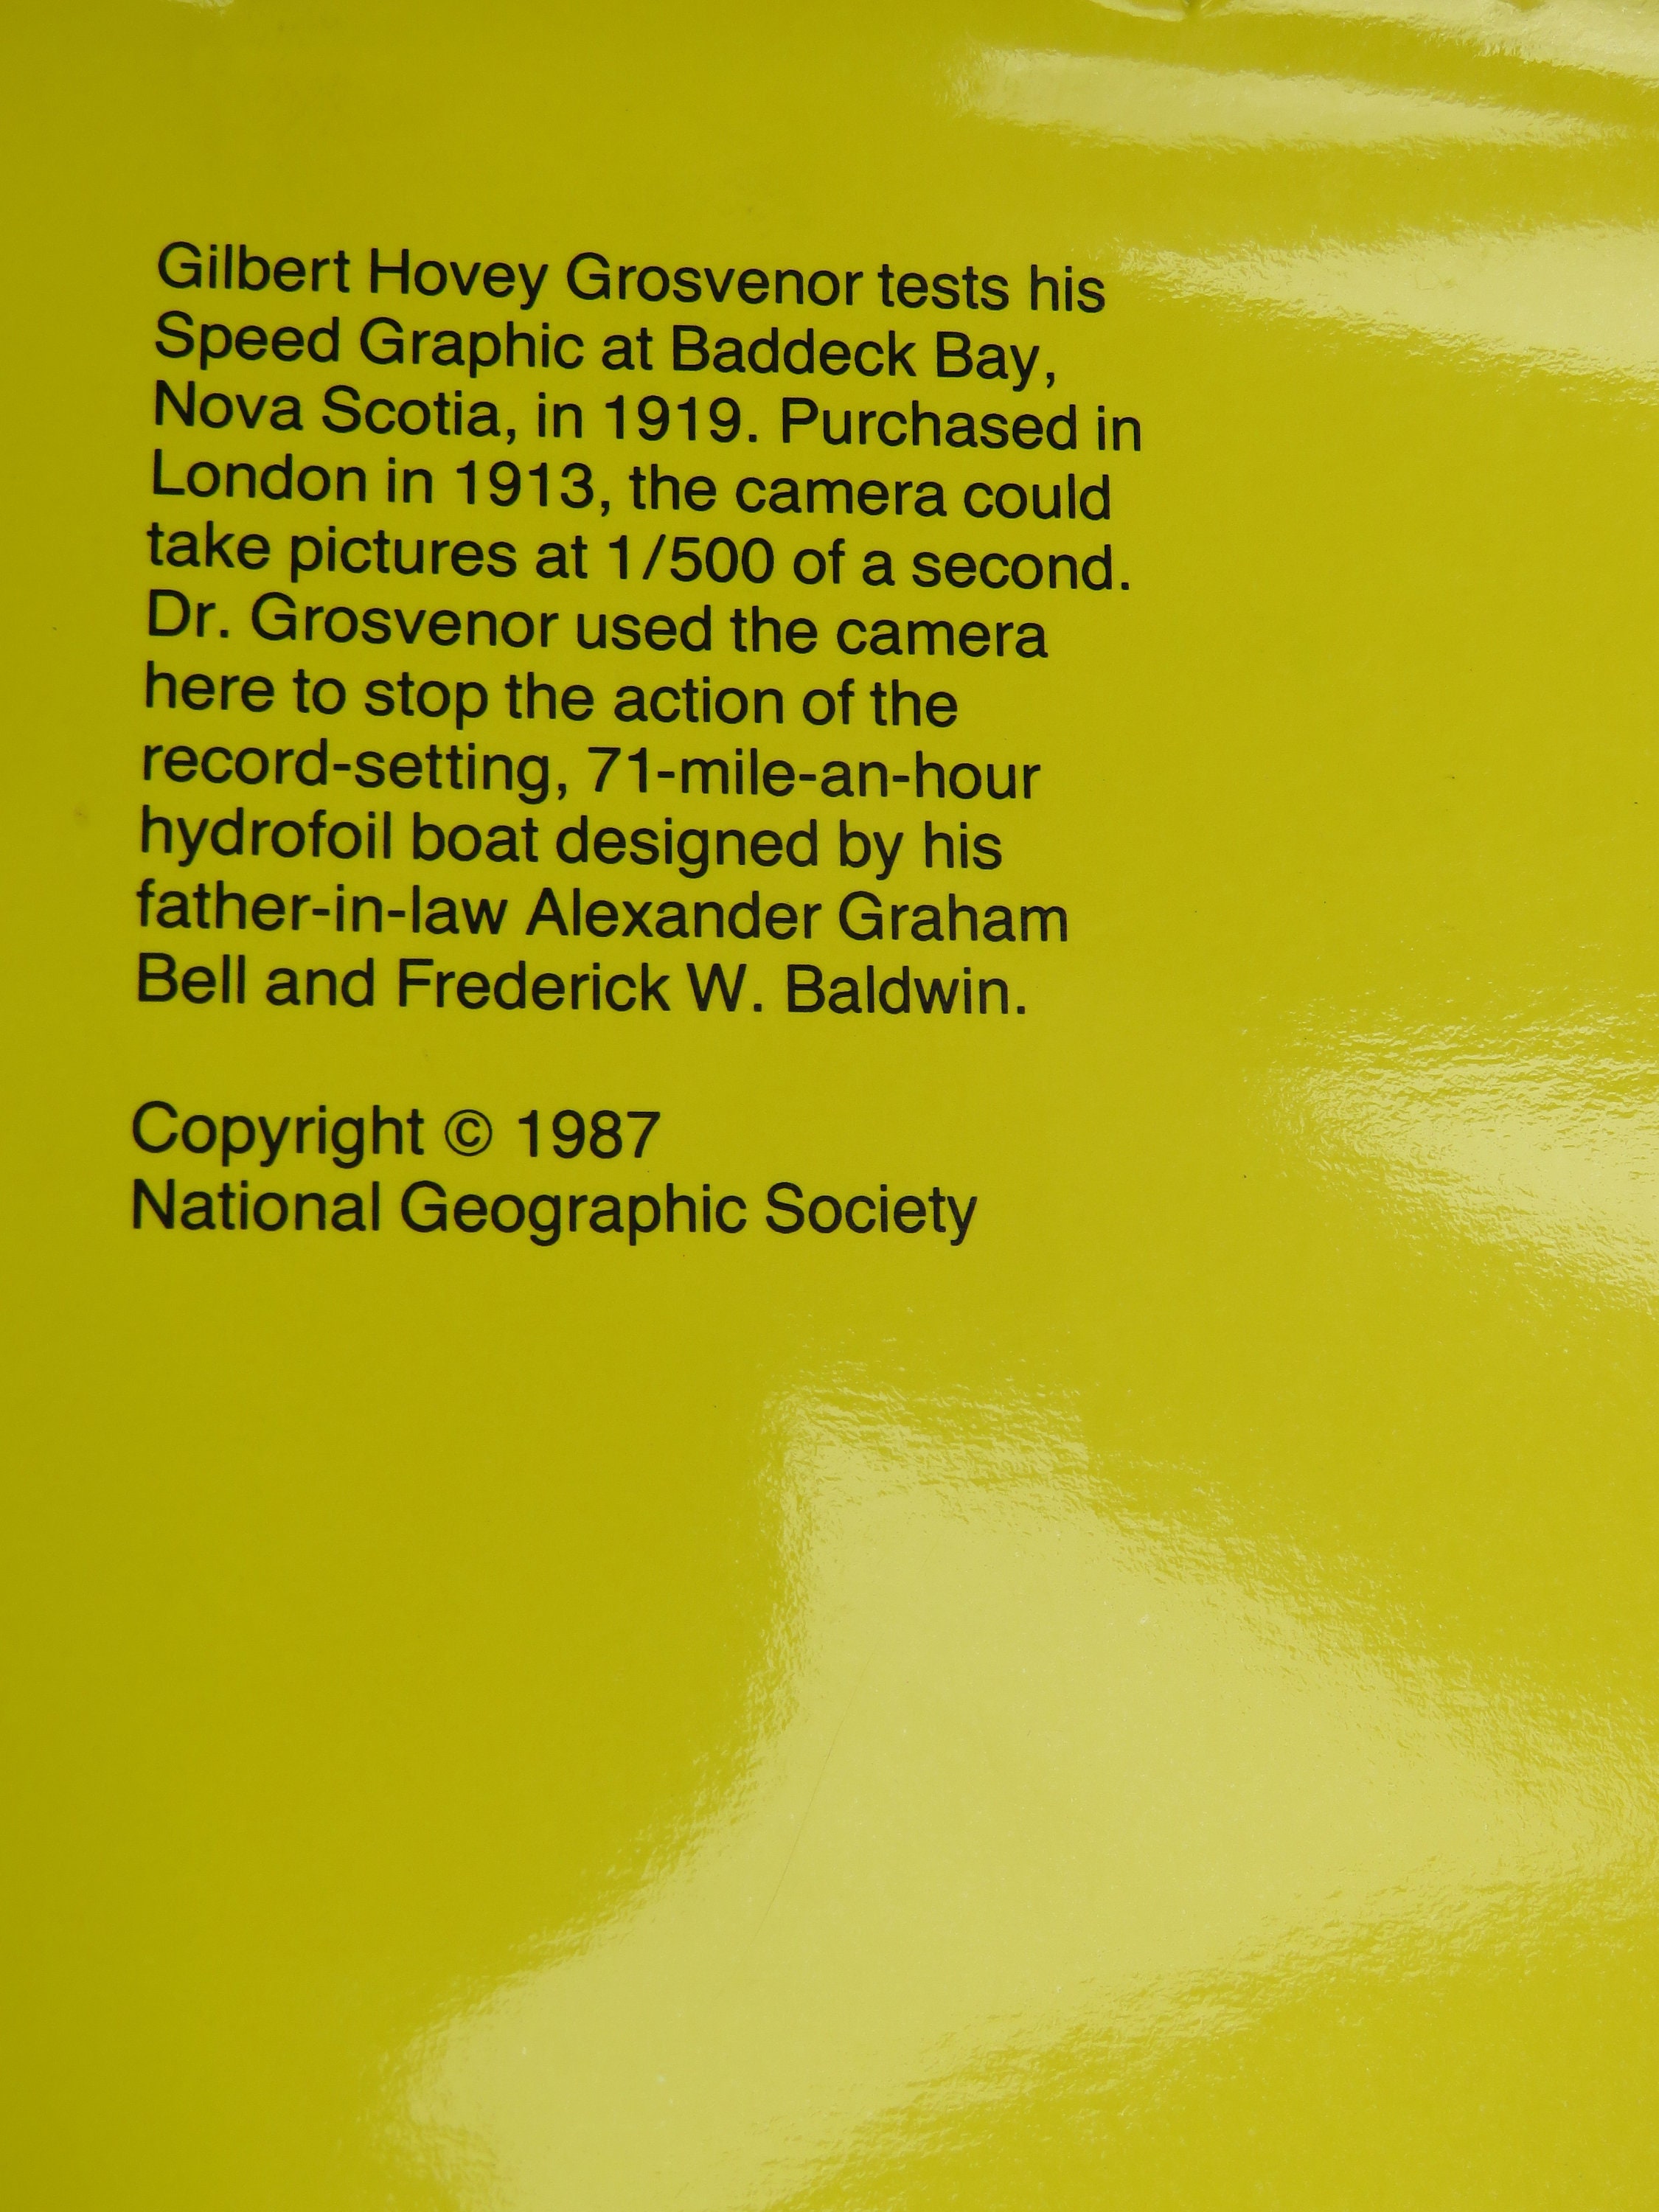 Gilbert Hovey Grosvenor tests his
Speed Graphic at Baddeck Bay,
Nova Scotia, in 1919. Purchased in
London in 1913, the camera could
take pictures at 1/500 of a second.
Dr. Grosvenor used the camera
here to stop the action of the
record-setting, 71-mile-an-hour
hydrofoil boat designed by his
father-in-law Alexander Graham
Bell and Frederick W. Baldwin.
Copyright © 1987
National Geographic Society